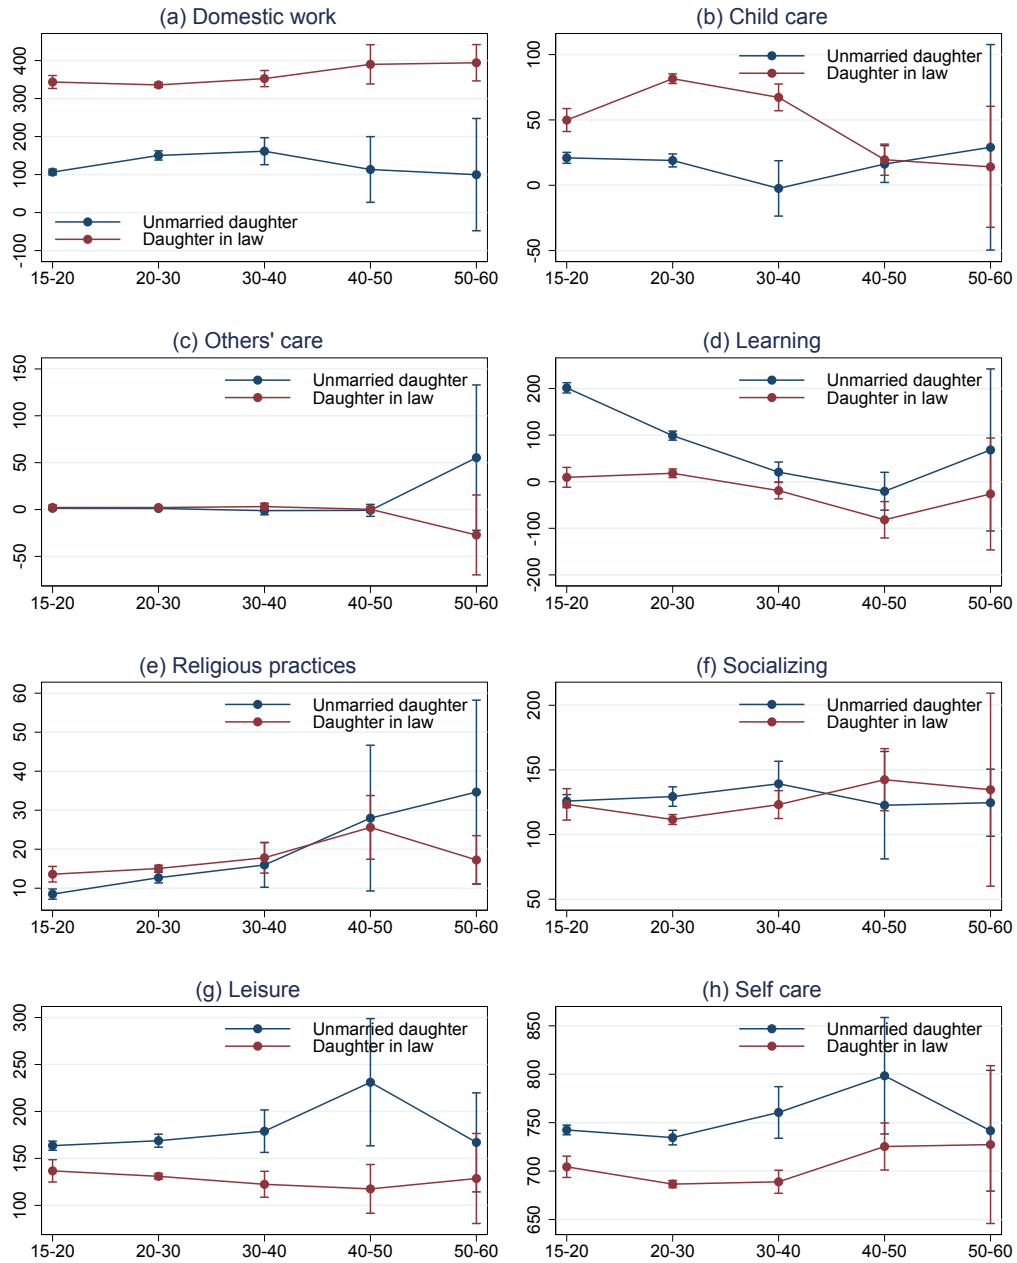 (a) Domestic work
400
300
200
100
0
-100
Unmarried daughter
Daughter in law
15-20 20-30 30-40 40-50 50-60
(b) Child care
100
50
0
-50
Unmarried daughter
Daughter in law
15-20 20-30 30-40 40-50 50-60
(c) Others' care
150
100
50
0
-50
Unmarried daughter
Daughter in law
15-20 20-30 30-40 40-50 50-60
(d) Learning
200
100
0
-100
-200
Unmarried daughter
Daughter in law
15-20 20-30 30-40 40-50 50-60
(e) Religious practices
60
50
40
30
20
10
Unmarried daughter
Daughter in law
15-20 20-30 30-40 40-50 50-60
(f) Socializing
200
150
100
50
Unmarried daughter
Daughter in law
15-20 20-30 30-40 40-50 50-60
(g) Leisure
300
250
200
150
100
Unmarried daughter
Daughter in law
15-20 20-30 30-40 40-50 50-60
(h) Self care
850
800
750
700
650
Unmarried daughter
Daughter in law
15-20 20-30 30-40 40-50 50-60